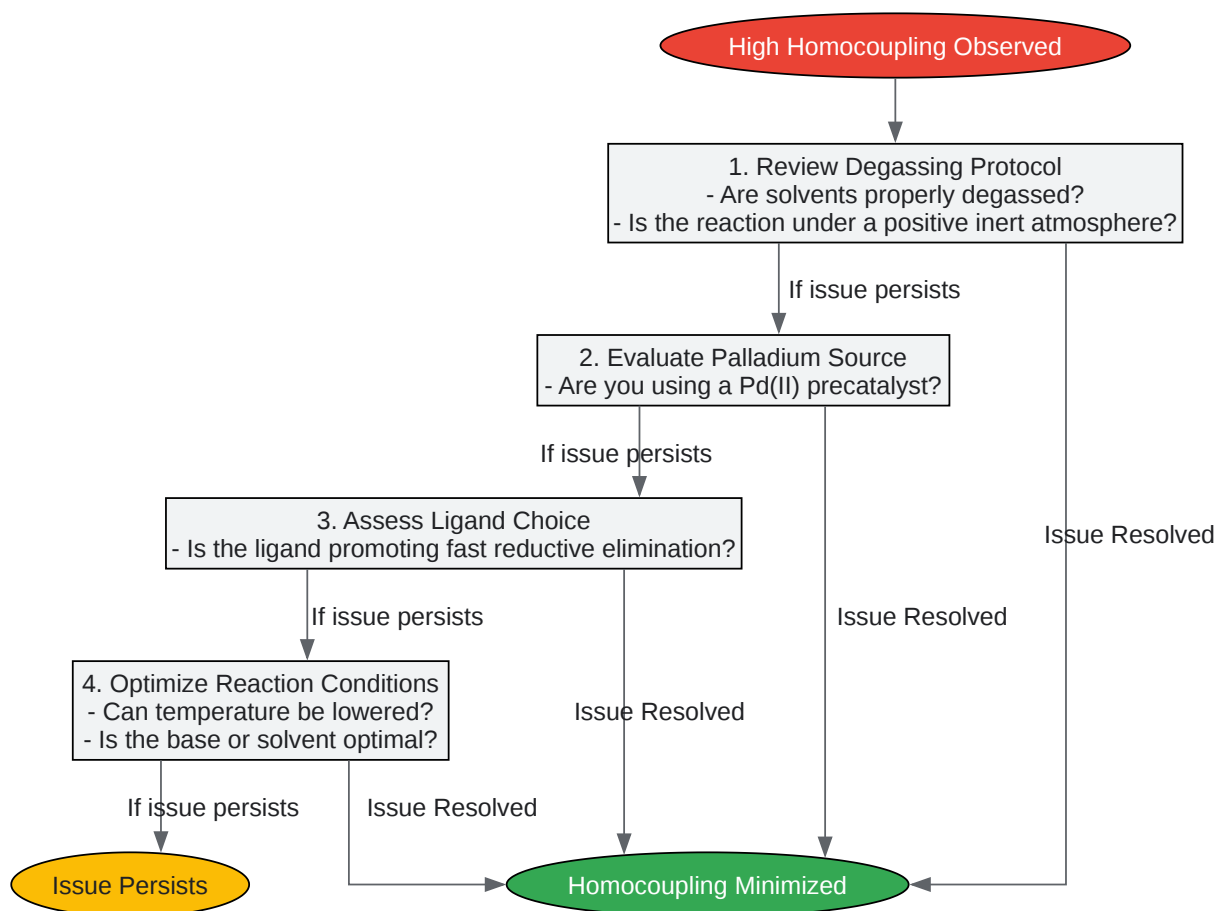 High Homocoupling Observed
1. Review Degassing Protocol
- Are solvents properly degassed?
- Is the reaction under a positive inert atmosphere?
If issue persists
2. Evaluate Palladium Source
- Are you using a Pd(II) precatalyst?
If issue persists
3. Assess Ligand Choice
- Is the ligand promoting fast reductive elimination?
Issue Resolved
If issue persists
Issue Resolved
4. Optimize Reaction Conditions
- Can temperature be lowered?
- Is the base or solvent optimal?
Issue Resolved
If issue persists
Issue Resolved
Issue Persists
Homocoupling Minimized